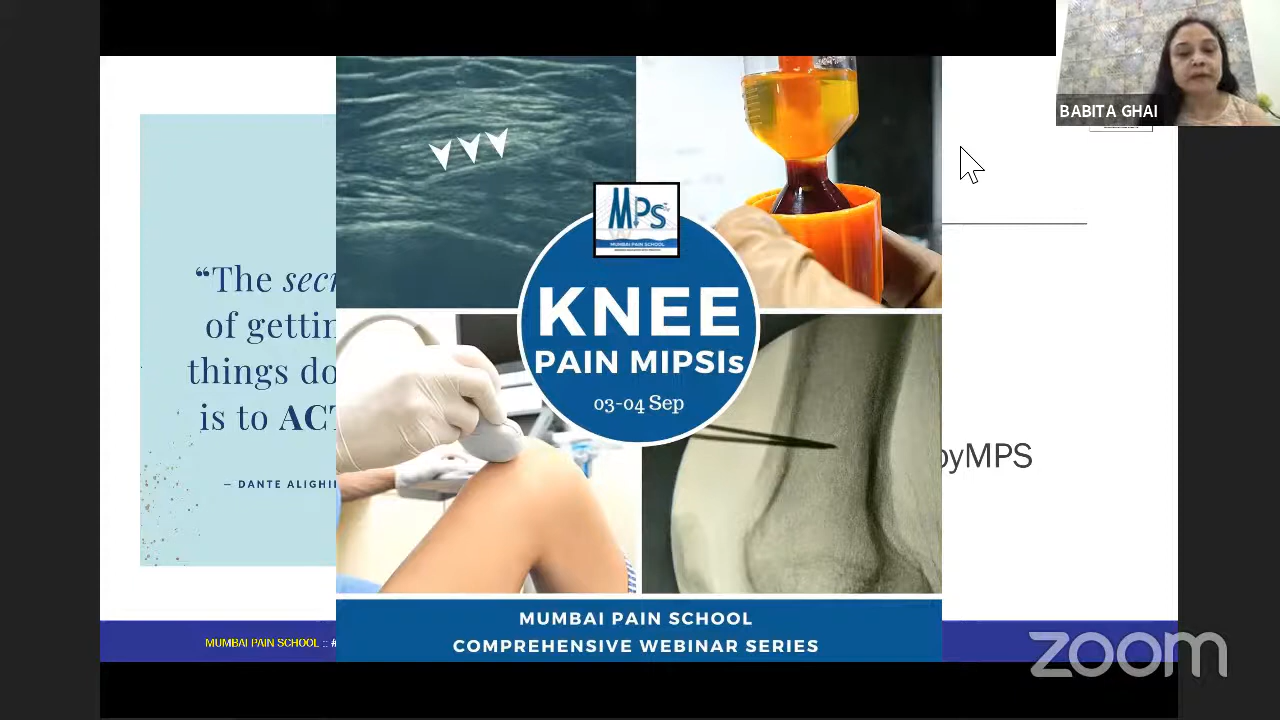 BABITA GHAI
MPS
MUMBAI PAIN SCHOOL
KNEE
PAIN MIPSIs
03-04 Sep
“The secr
of gettin
things do
is to ACT
– DANTE ALIGHI
byMPS
MUMBAI PAIN SCHOOL :: #
MUMBAI PAIN SCHOOL
COMPREHENSIVE WEBINAR SERIES
zoom